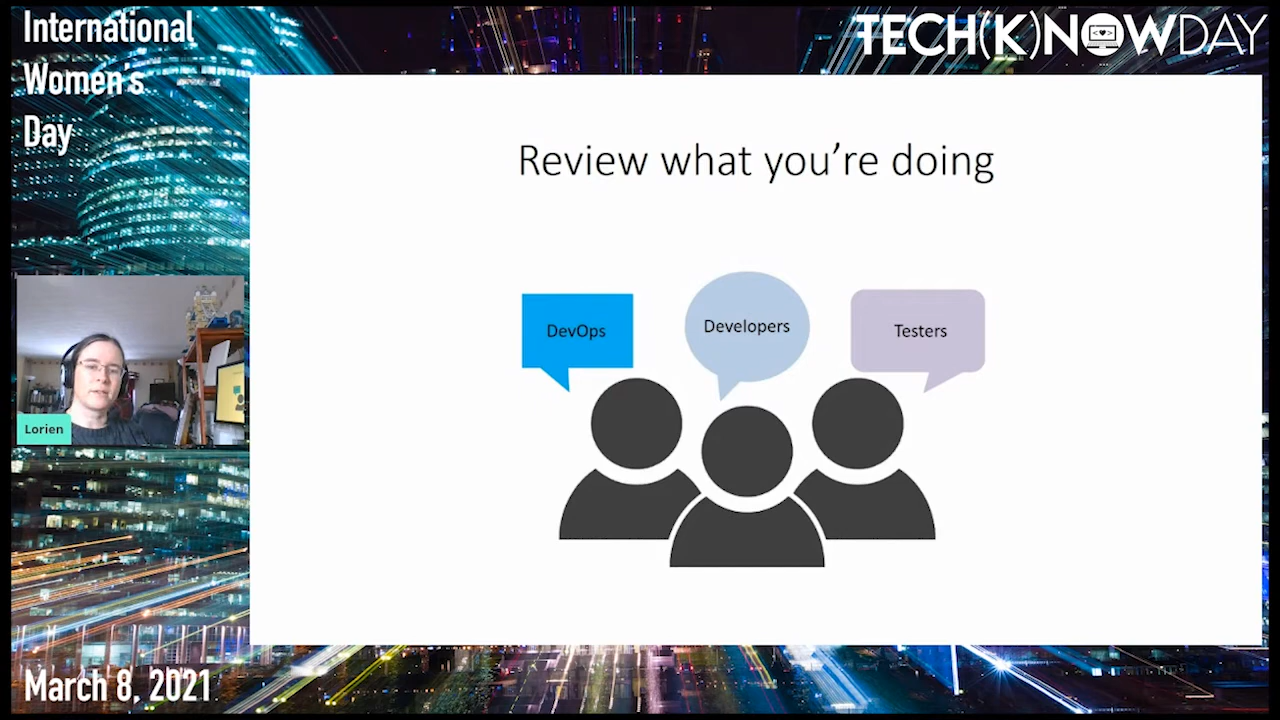 International
Women's
Day
TECH(K)NOWDAY
Review what you're doing
DevOps
Developers
Testers
Lorien
March 8, 2021